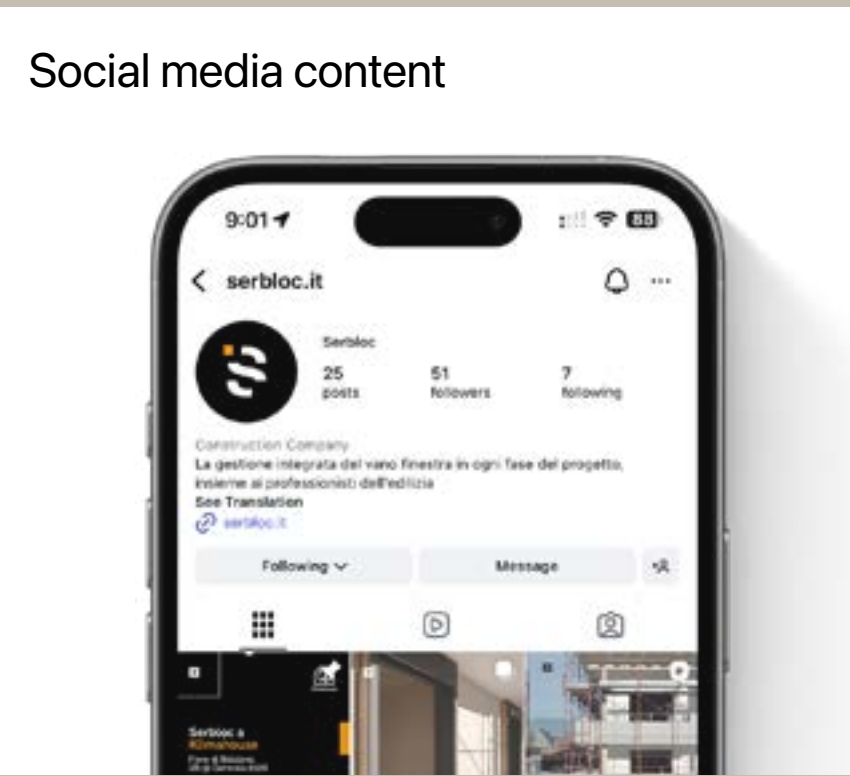 Social media content
9:01
88
serbloc.it
Serbloc
25 51 7
posts followers following
Construction Company
La gestione integrata del vano finestra in ogni fase del progetto,
insieme ai professionisti dell'edilizia
See Translation
serbloc.it
Following Message
Serbloc a
Klimahouse